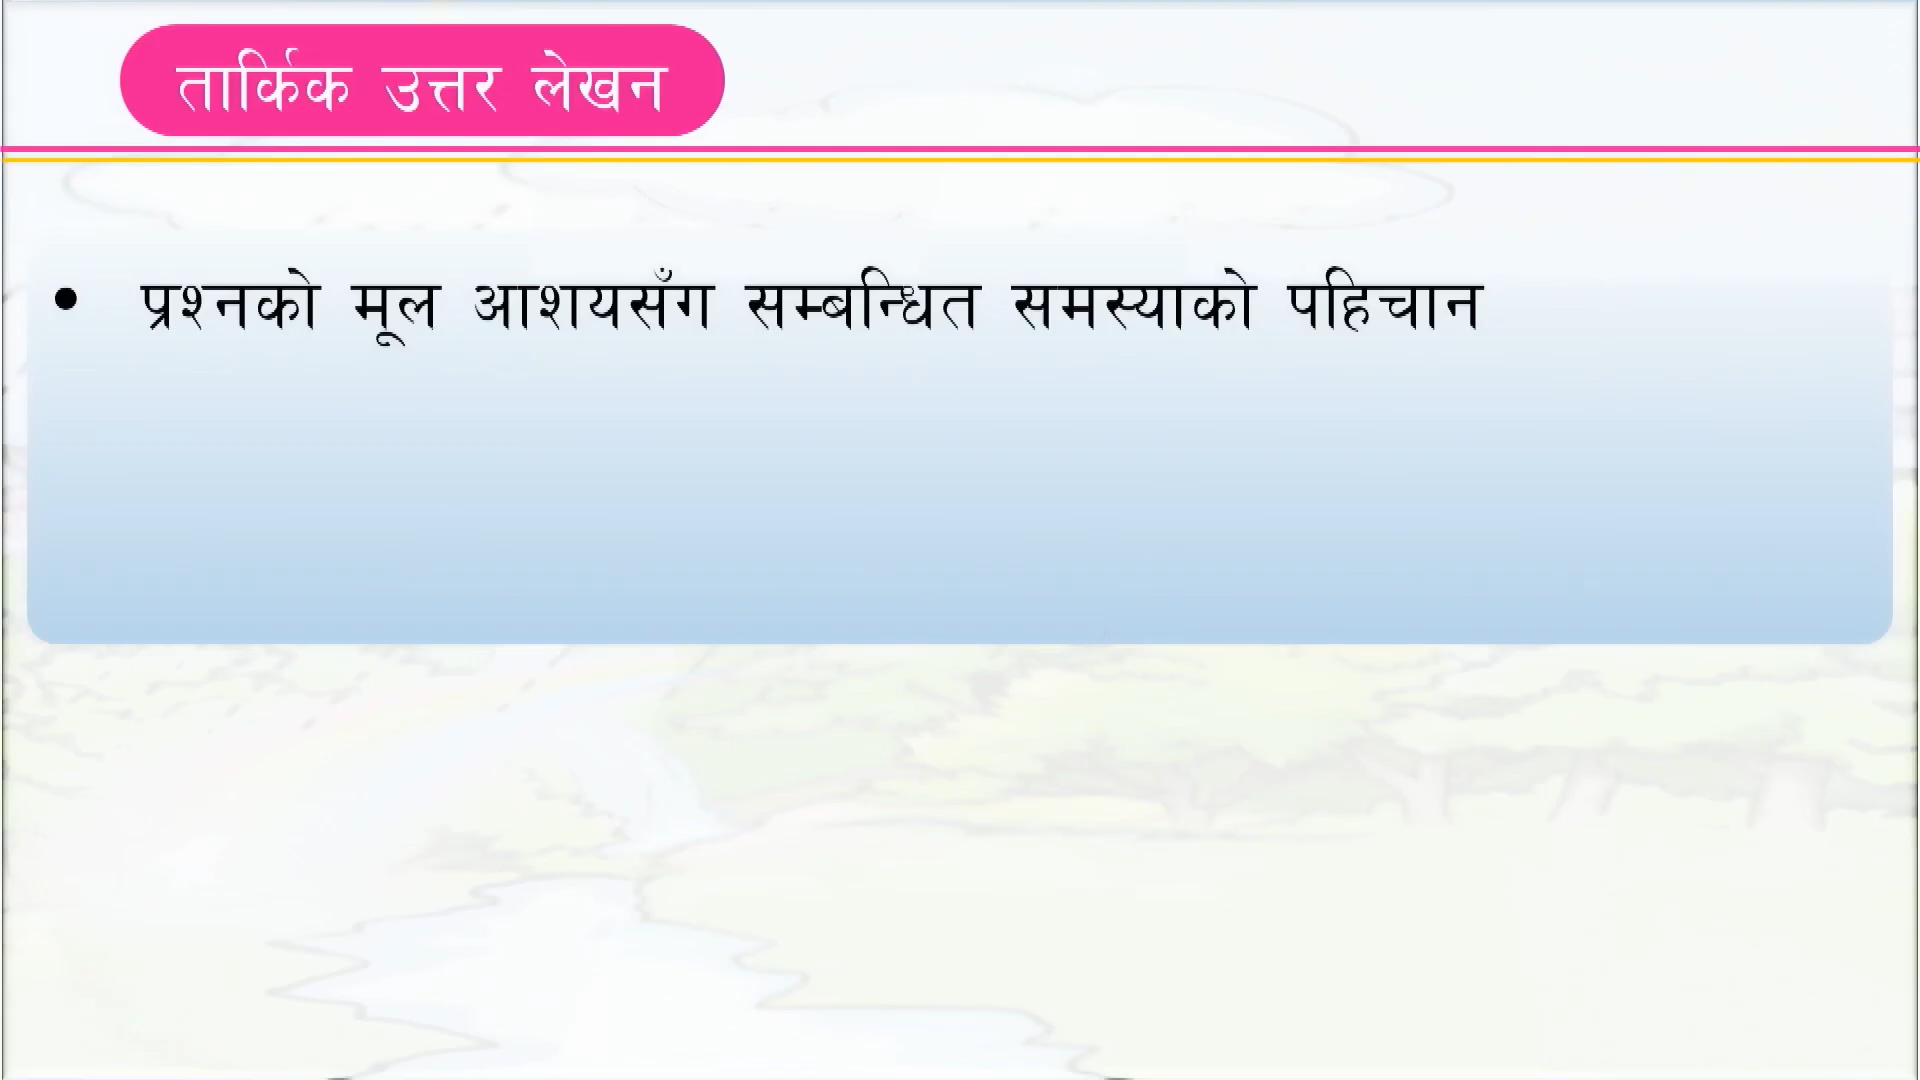 तार्किक उत्तर लेखन
• प्रश्नको मूल आशयसँग सम्बन्धित समस्याको पहिचान